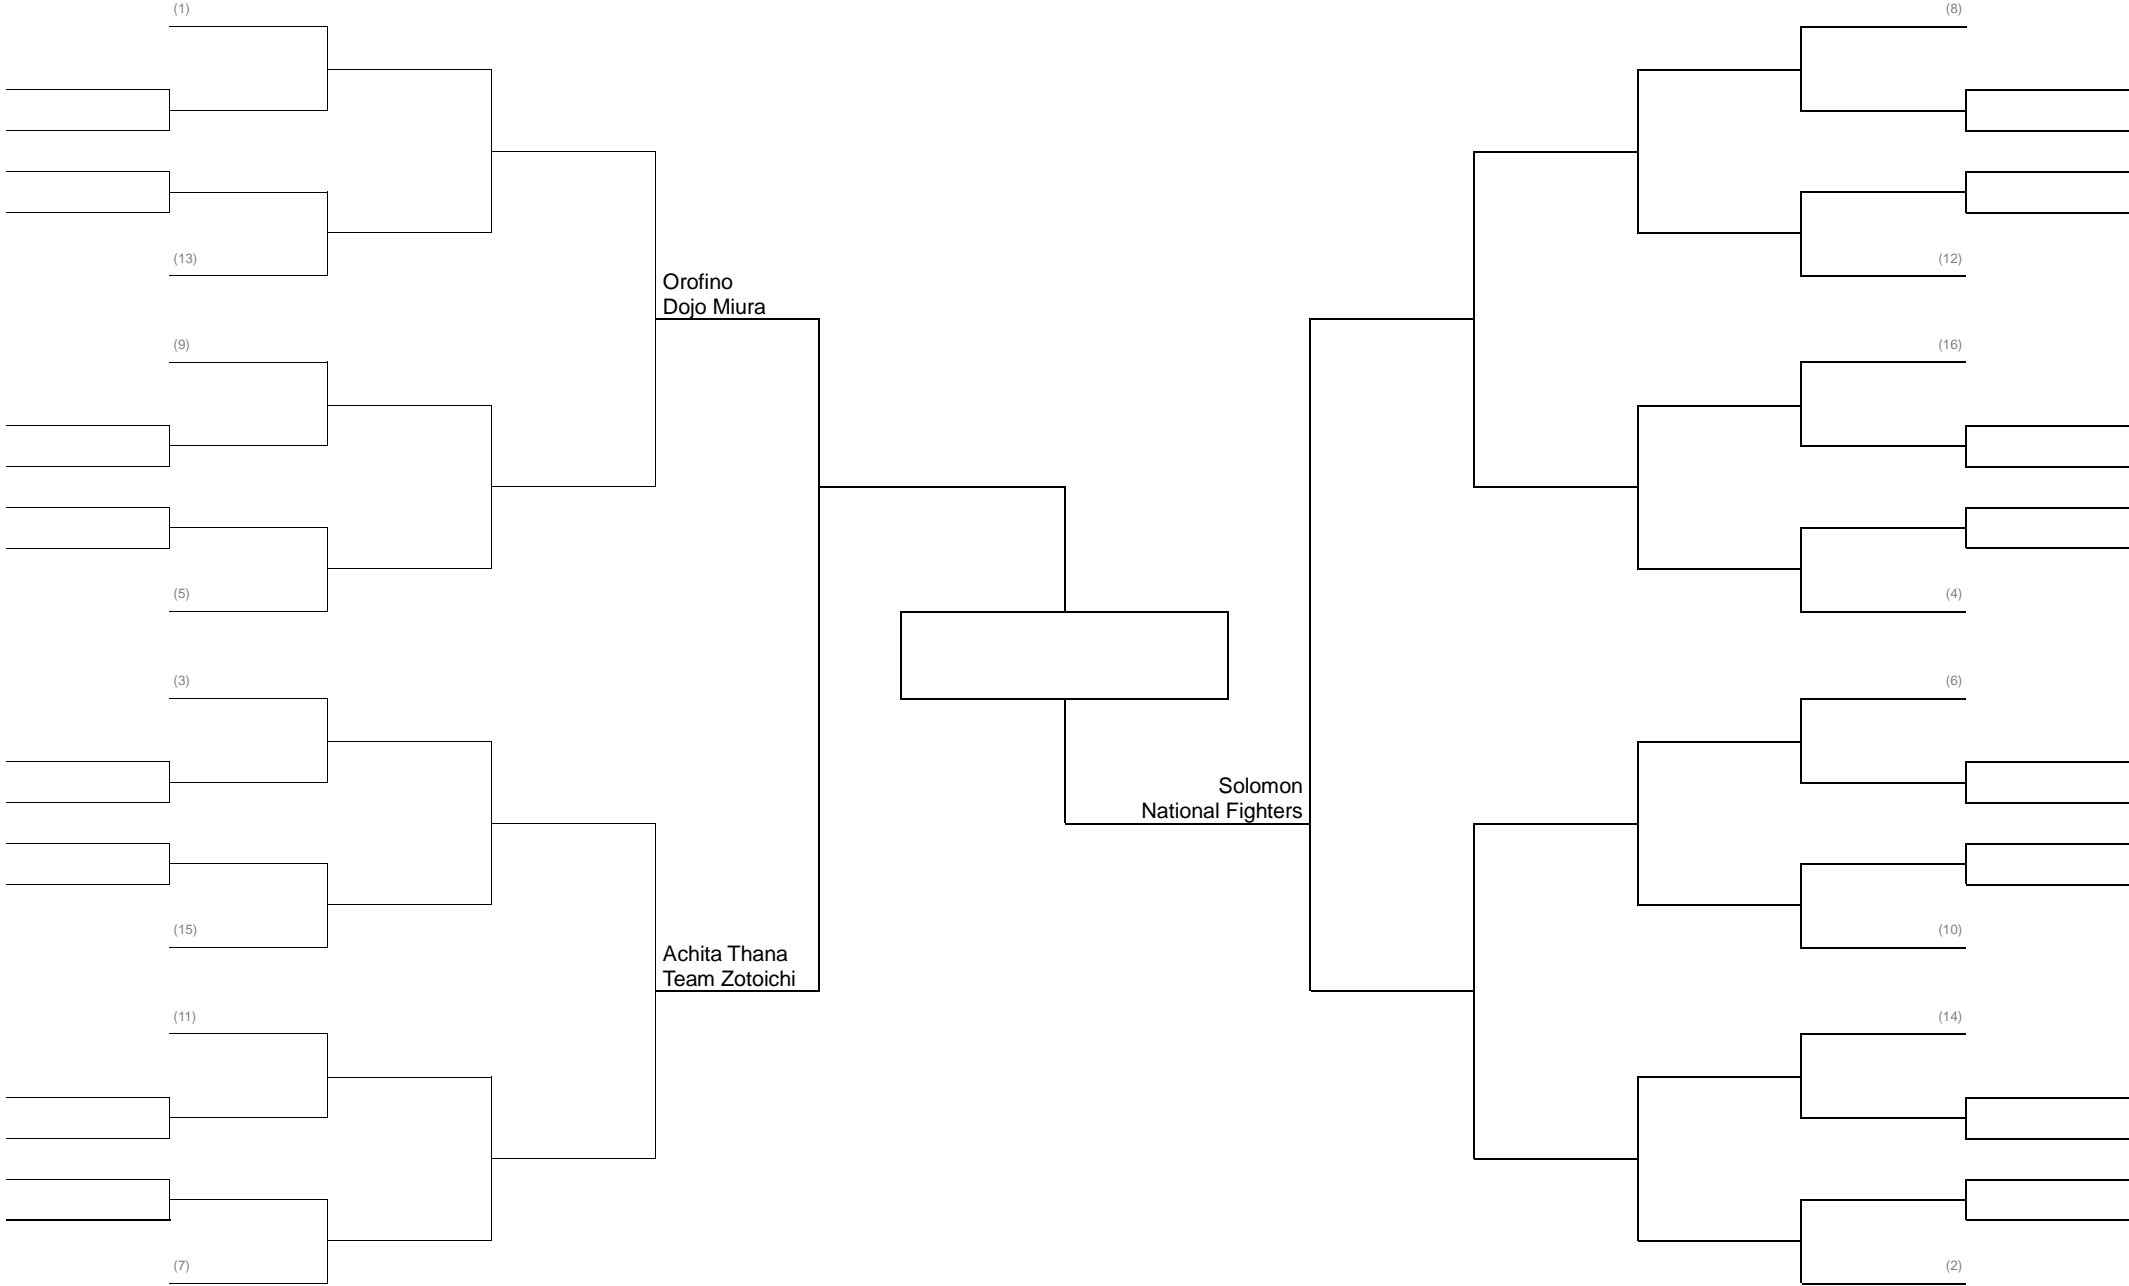 (1)
(8)
(13)
(12)
Orofino
Dojo Miura
(9)
(16)
(5)
(4)
(3)
(6)
Solomon
National Fighters
(15)
(10)
Achita Thana
Team Zotoichi
(11)
(14)
(7)
(2)